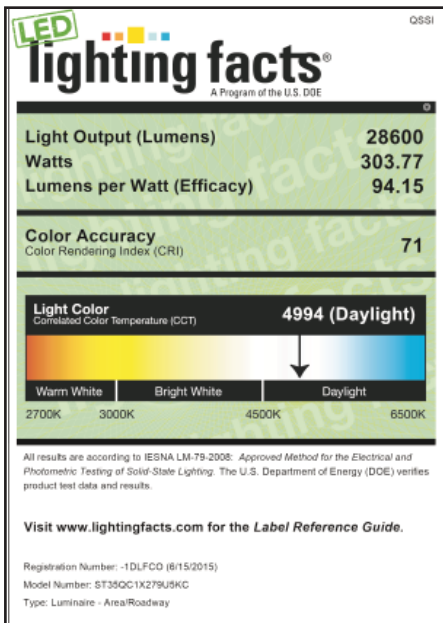 QSSI
LED
lighting facts®
A Program of the U.S. DOE
Light Output (Lumens) 28600
Watts 303.77
Lumens per Watt (Efficacy) 94.15
Color Accuracy 71
Color Rendering Index (CRI)
Light Color 4994 (Daylight)
Correlated Color Temperature (CCT)
Warm White Bright White Daylight
2700K 3000K 4500K 6500K
All results are according to IESNA LM-79-2008: Approved Method for the Electrical and
Photometric Testing of Solid-State Lighting. The U.S. Department of Energy (DOE) verifies
product test data and results.
Visit www.lightingfacts.com for the Label Reference Guide.
Registration Number: -1DLFCO (6/15/2015)
Model Number: ST35QC1X279U5KC
Type: Luminaire - Area/Roadway